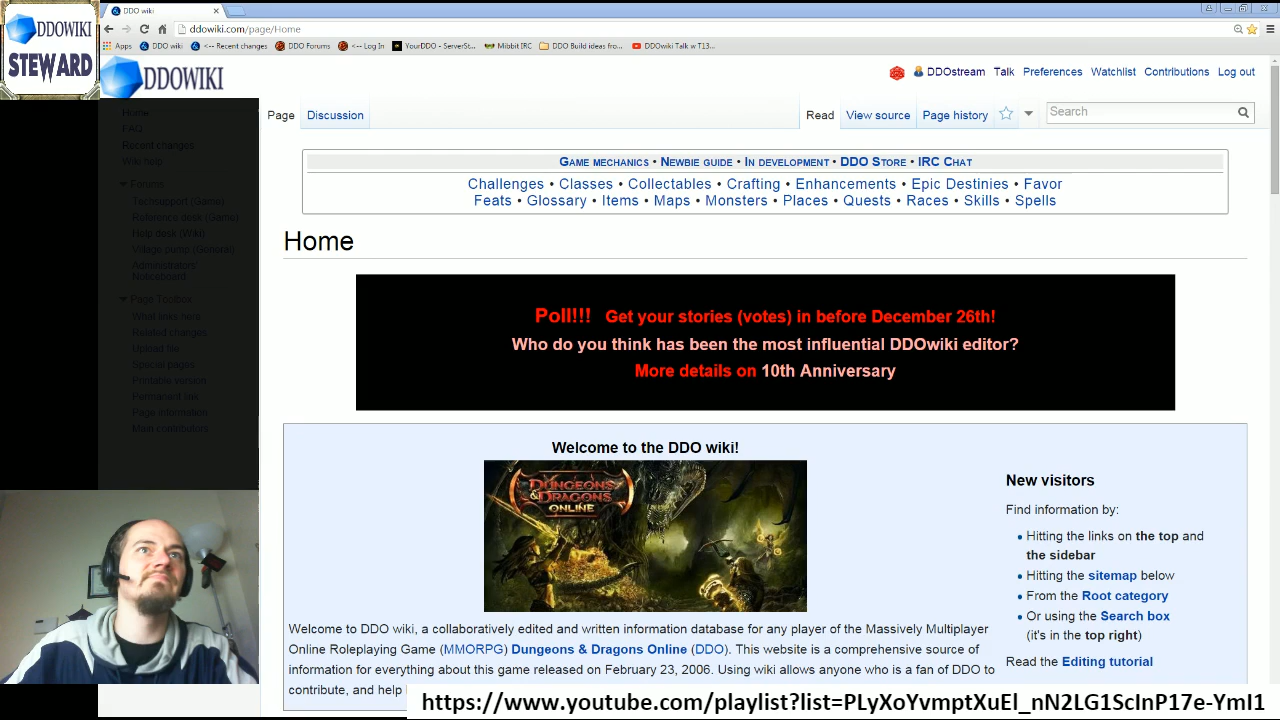 DDOWIKI
STEWARD
DDO wiki
ddowiki.com/page/Home
Apps DDO wiki <- Recent changes DDO Forums <-- Log In YourDDO - ServerSt... Mibbit IRC DDO Build ideas fro... DDOwiki Talk w T13...
DDOWIKI
DDOstream Talk Preferences Watchlist Contributions Log out
Page Discussion Read View source Page history Search
Home
FAQ
Recent changes
Wiki help
Forums
Tachsupport (Game)
Reference desk (Game)
Help desk (Wiki)
Village pump (Generic)
Administrators'
Noticeboard
Page Toolbox
What links here
Related changes
Upload file
Special pages
Printable version
Permanent link
Page information
Main contributors
GAME MECHANICS • NEWBIE GUIDE • IN DEVELOPMENT • DDO STORE • IRC CHAT
Challenges • Classes • Collectables • Crafting • Enhancements • Epic Destinies • Favor
Feats • Glossary • Items • Maps • Monsters • Places • Quests • Races • Skills • Spells
Home
Poll!!! Get your stories (votes) in before December 26th!
Who do you think has been the most influential DDOwiki editor?
More details on 10th Anniversary
Welcome to the DDO wiki!
DUNGEONS
& DRAGONS
ONLINE
Welcome to DDO wiki, a collaboratively edited and written information database for any player of the Massively Multiplayer
Online Roleplaying Game (MMORPG) Dungeons & Dragons Online (DDO). This website is a comprehensive source of
information for everything about this game released on February 23, 2006. Using wiki allows anyone who is a fan of DDO to
contribute, and help
New visitors
Find information by:
• Hitting the links on the top and
the sidebar
• Hitting the sitemap below
• From the Root category
• Or using the Search box
(it's in the top right)
Read the Editing tutorial
https://www.youtube.com/playlist?list=PLyXoYvmptXuEl_nN2LG1ScInP17e-YmI1